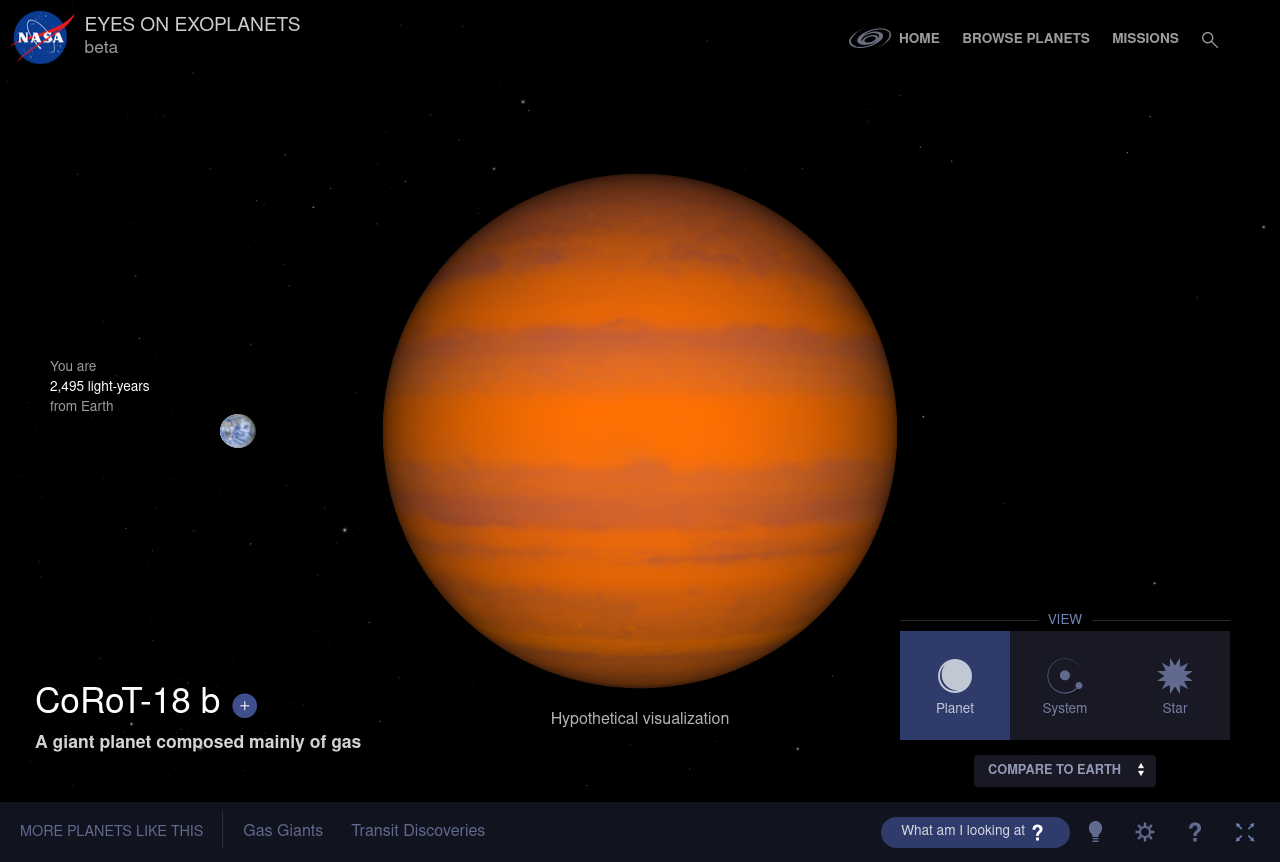 NASA
EYES ON EXOPLANETS
beta
HOME
BROWSE PLANETS
MISSIONS
You are
2,495 light-years
from Earth
CoRoT-18 b +
A giant planet composed mainly of gas
Hypothetical visualization
VIEW
Planet
System
Star
COMPARE TO EARTH
MORE PLANETS LIKE THIS
Gas Giants
Transit Discoveries
What am I looking at ?
?